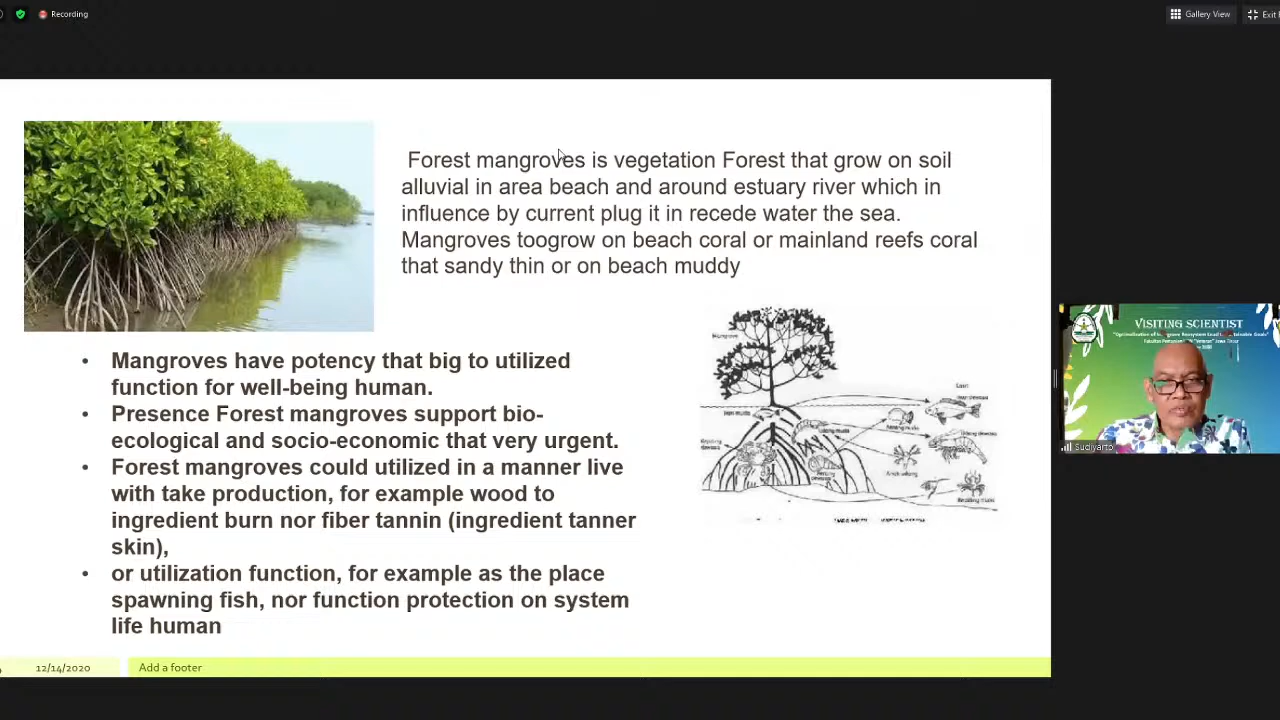 Recording
Gallery View
Exit
Forest mangroves is vegetation Forest that grow on soil
alluvial in area beach and around estuary river which in
influence by current plug it in recede water the sea.
Mangroves toogrow on beach coral or mainland reefs coral
that sandy thin or on beach muddy
• Mangroves have potency that big to utilized
function for well-being human.
• Presence Forest mangroves support bio-
ecological and socio-economic that very urgent.
• Forest mangroves could utilized in a manner live
with take production, for example wood to
ingredient burn nor fiber tannin (ingredient tanner
skin),
• or utilization function, for example as the place
spawning fish, nor function protection on system
life human
Mangrove
VISITING SCIENTIST
Sudiyarto
12/14/2020
Add a footer